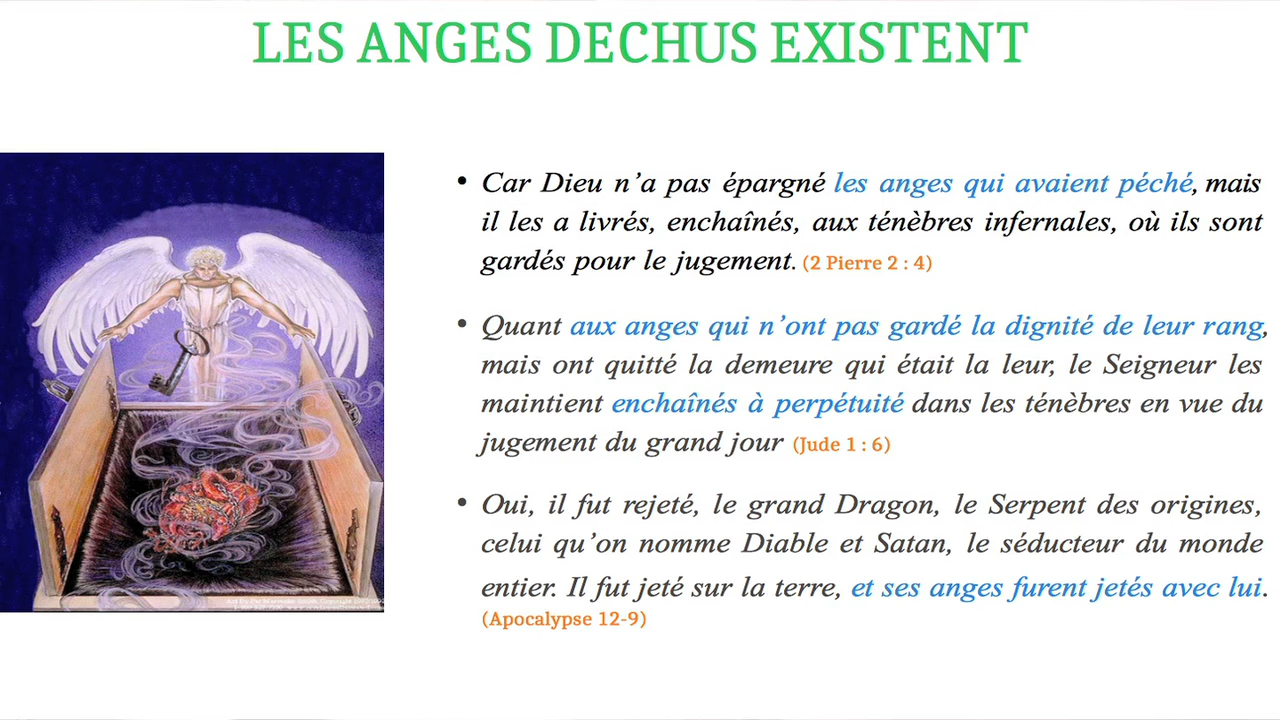 LES ANGES DECHUS EXISTENT
• Car Dieu n’a pas épargné les anges qui avaient péché, mais
il les a livrés, enchaînés, aux ténèbres infernales, où ils sont
gardés pour le jugement. (2 Pierre 2 : 4)
• Quant aux anges qui n’ont pas gardé la dignité de leur rang,
mais ont quitté la demeure qui était la leur, le Seigneur les
maintient enchaînés à perpétuité dans les ténèbres en vue du
jugement du grand jour (Jude 1 : 6)
• Oui, il fut rejeté, le grand Dragon, le Serpent des origines,
celui qu’on nomme Diable et Satan, le séducteur du monde
entier. Il fut jeté sur la terre, et ses anges furent jetés avec lui.
(Apocalypse 12-9)